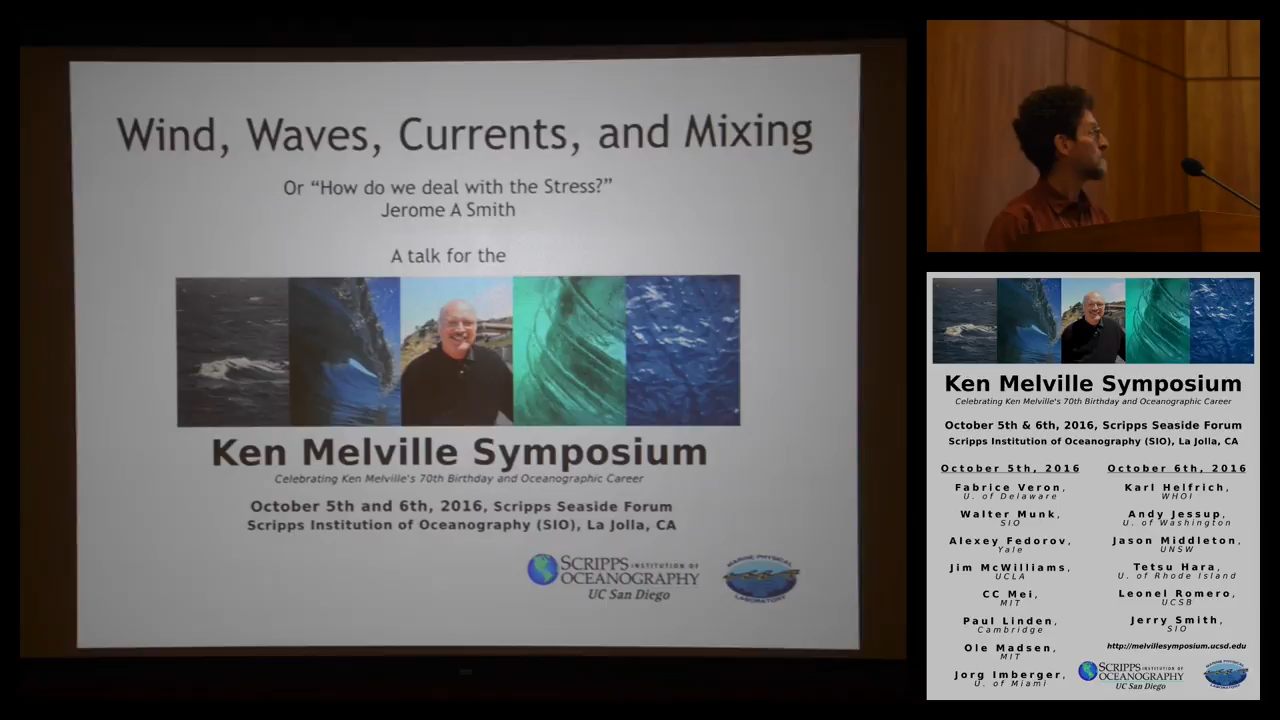 Wind, Waves, Currents, and Mixing
Or “How do we deal with the Stress?”
Jerome A Smith
A talk for the
Ken Melville Symposium
Celebrating Ken Melville's 70th Birthday and Oceanographic Career
October 5th and 6th, 2016, Scripps Seaside Forum
Scripps Institution of Oceanography (SIO), La Jolla, CA
SCRIPPS INSTITUTION OF
OCEANOGRAPHY
UC San Diego
MARINE PHYSICAL
LABORATORY
Ken Melville Symposium
Celebrating Ken Melville's 70th Birthday and Oceanographic Career
October 5th & 6th, 2016, Scripps Seaside Forum
Scripps Institution of Oceanography (SIO), La Jolla, CA
October 5th, 2016
Fabrice Veron,
U. of Delaware
Walter Munk,
SIO
Alexey Fedorov,
Yale
Jim McWilliams,
UCLA
CC Mei,
MIT
Paul Linden,
Cambridge
Ole Madsen,
MIT
Jorg Imberger,
U. of Miami
October 6th, 2016
Karl Helfrich,
WHOI
Andy Jessup,
U. of Washington
Jason Middleton,
UNSW
Tetsu Hara,
U. of Rhode Island
Leonel Romero,
UCSB
Jerry Smith,
SIO
http://melvillesymposium.ucsd.edu
SCRIPPS INSTITUTION OF
OCEANOGRAPHY
UC San Diego
MARINE PHYSICAL
LABORATORY